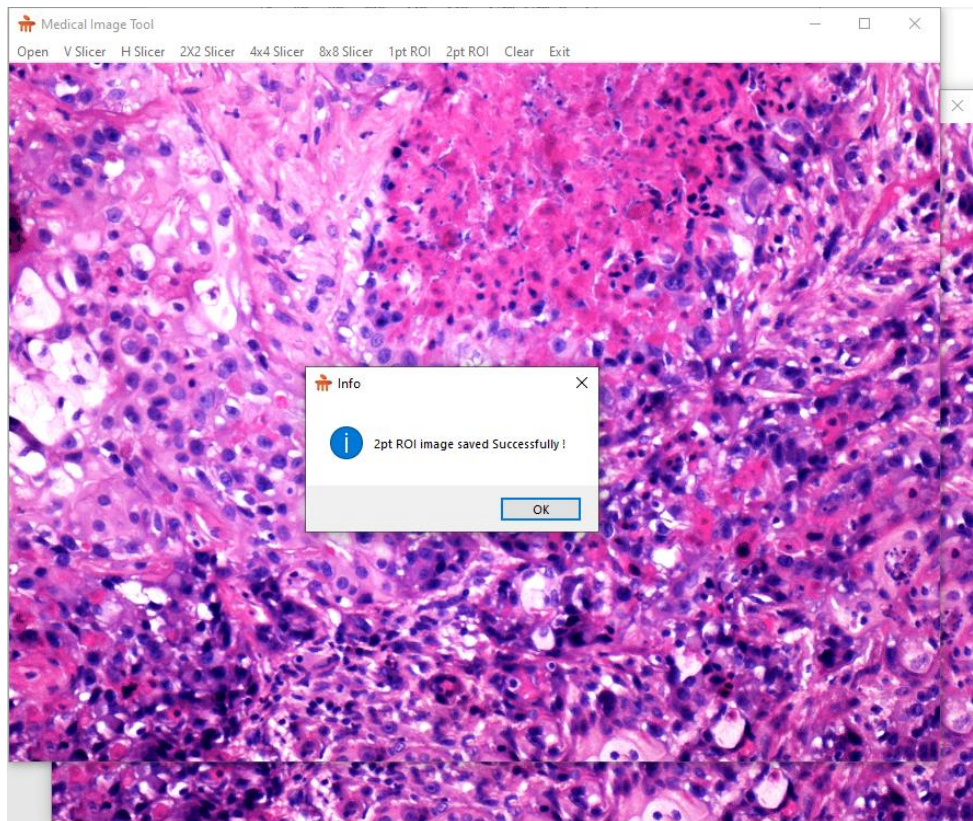 Medical Image Tool
Open V Slicer H Slicer 2X2 Slicer 4x4 Slicer 8x8 Slicer 1pt ROI 2pt ROI Clear Exit
Info
2pt ROI image saved Successfully !
OK